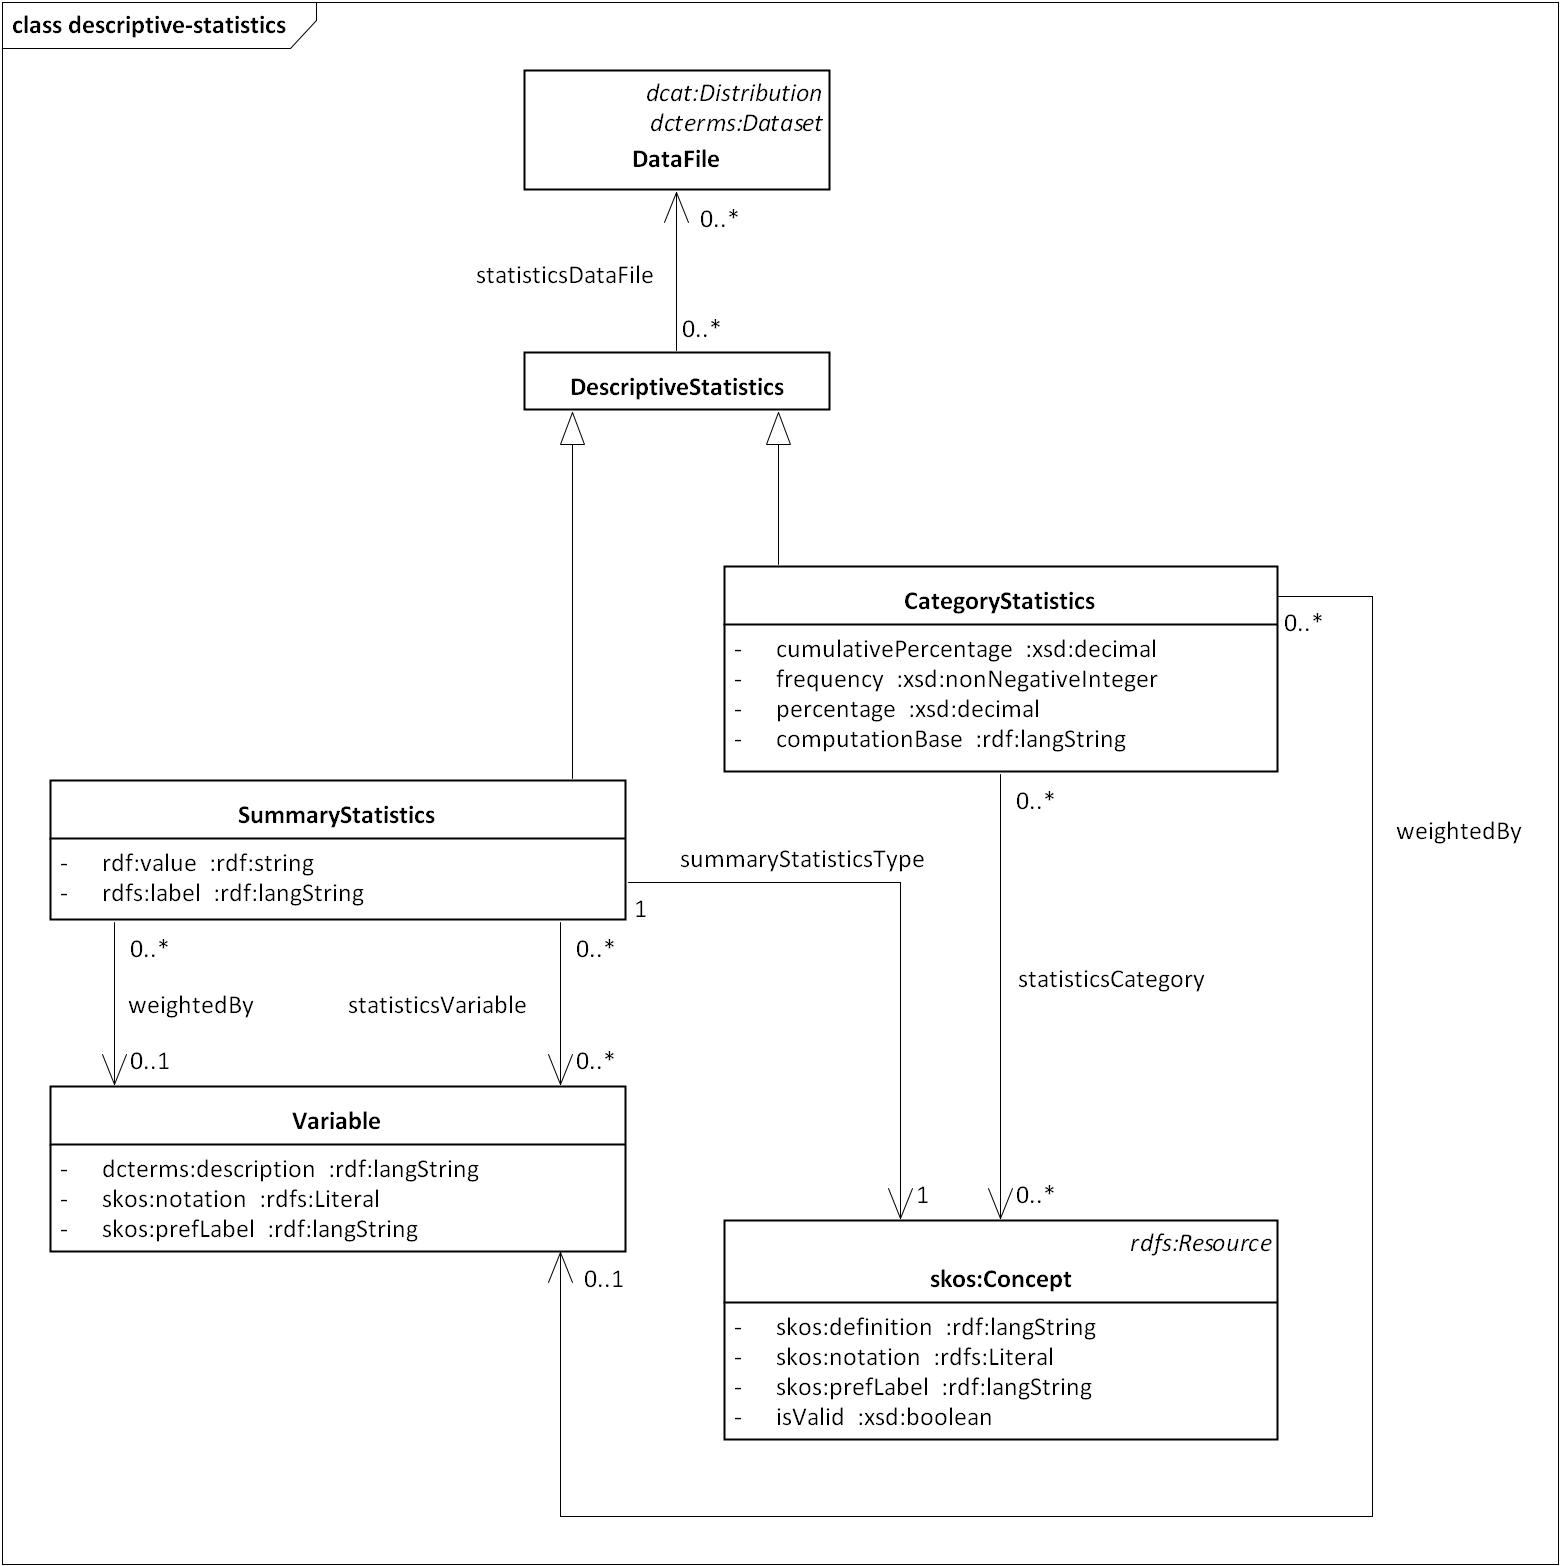 class descriptive-statistics
dcat:Distribution
dcterms:Dataset
DataFile
0..*
statisticsDataFile
0..*
DescriptiveStatistics
CategoryStatistics
0..*
- cumulativePercentage :xsd:decimal
- frequency :xsd:nonNegativeInteger
- percentage :xsd:decimal
- computationBase :rdf:langString
0..*
weightedBy
SummaryStatistics
- rdf:value :rdf:string
- rdfs:label :rdf:langString
summaryStatisticsType
1
0..*
0..*
statisticsCategory
weightedBy
statisticsVariable
0..1
0..*
Variable
- dcterms:description :rdf:langString
- skos:notation :rdfs:Literal
- skos:prefLabel :rdf:langString
1
0..*
0..1
rdfs:Resource
skos:Concept
- skos:definition :rdf:langString
- skos:notation :rdfs:Literal
- skos:prefLabel :rdf:langString
- isValid :xsd:boolean